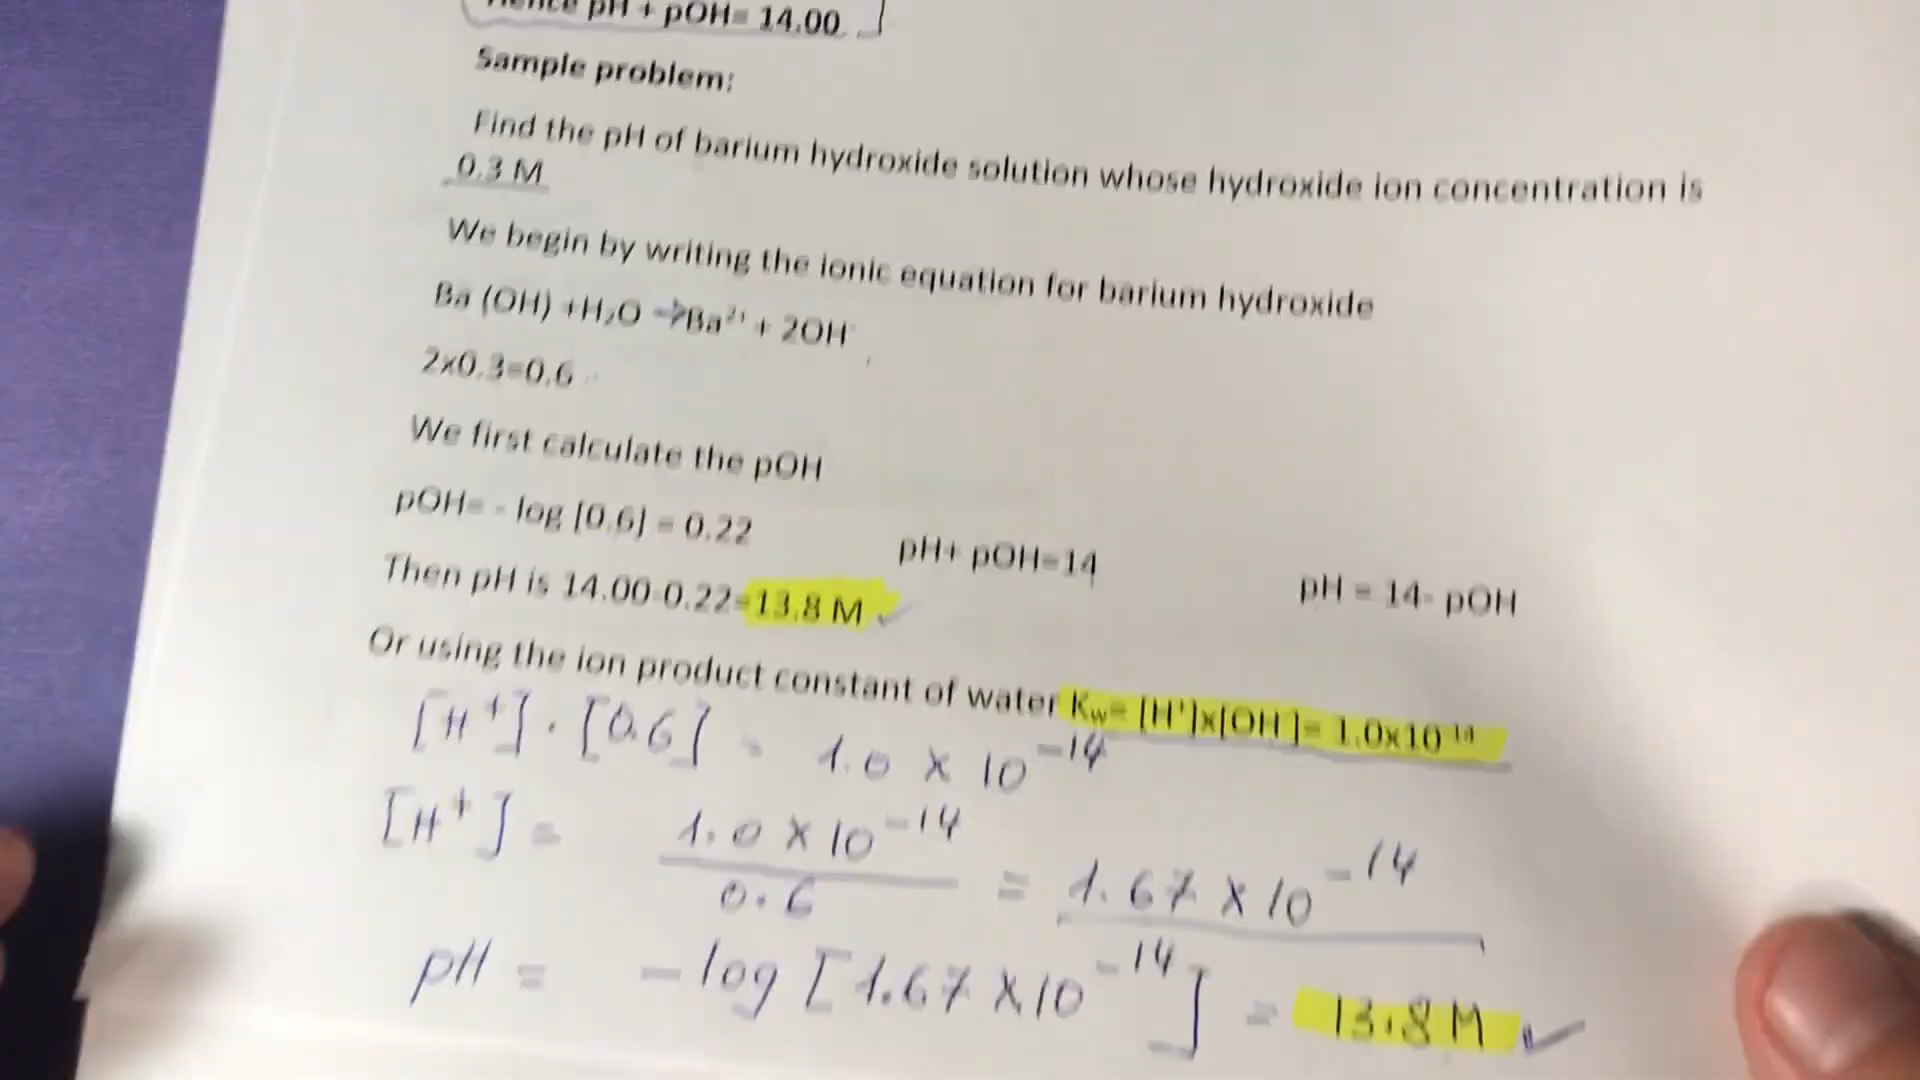 Hence pH + pOH= 14.00
Sample problem:
Find the pH of barium hydroxide solution whose hydroxide ion concentration is
0.3 M
We begin by writing the ionic equation for barium hydroxide
Ba (OH) +H₂O → Ba²⁺ + 2OH⁻
2x0.3=0.6
We first calculate the pOH
pOH= - log [0.6] = 0.22
pH+ pOH=14
pH = 14- pOH
Then pH is 14.00-0.22=13.8 M ✓
Or using the ion product constant of water Kw= [H⁺]x[OH⁻]= 1.0x10⁻¹⁴
[H⁺] · [0.6] = 1.0 X 10⁻¹⁴
[H⁺] = 1.0 X 10⁻¹⁴ / 0.6 = 1.67 X 10⁻¹⁴
pH = -log [1.67 X 10⁻¹⁴] = 13.8 M ✓